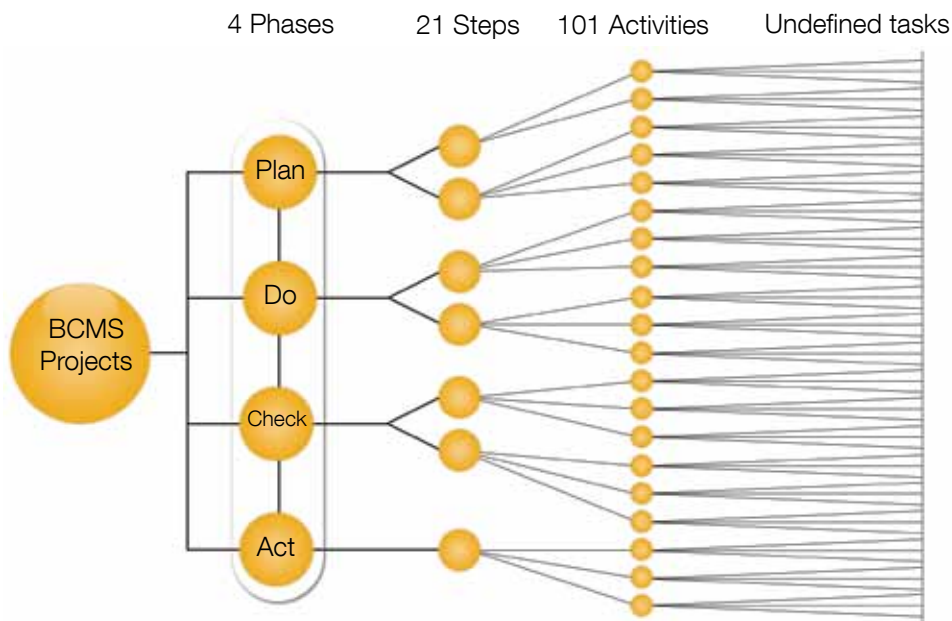 4 Phases
21 Steps
101 Activities
Undefined tasks
Plan
Do
BCMS
Projects
Check
Act